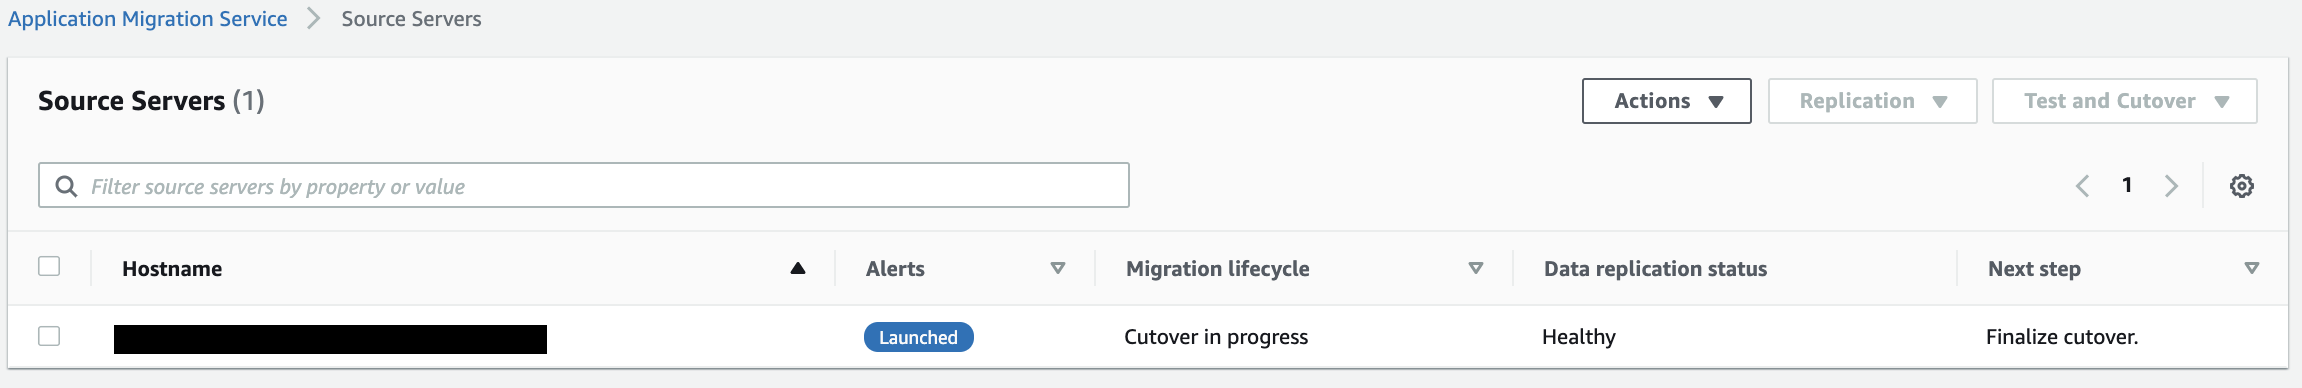 Application Migration Service > Source Servers
Source Servers (1)
Actions
Replication
Test and Cutover
Filter source servers by property or value
1
Hostname Alerts Migration lifecycle Data replication status Next step
Launched Cutover in progress Healthy Finalize cutover.